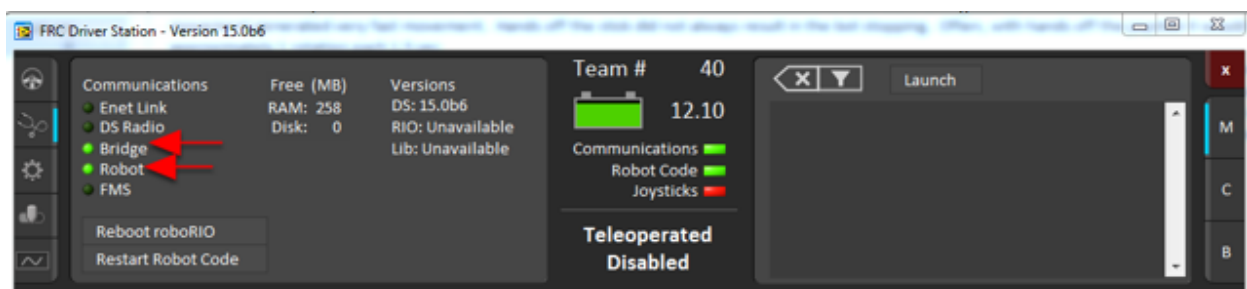 FRC Driver Station - Version 15.0b6
Communications
Enet Link
DS Radio
Bridge
Robot
FMS
Reboot roboRIO
Restart Robot Code
Free (MB)
RAM: 258
Disk: 0
Versions
DS: 15.0b6
RIO: Unavailable
Lib: Unavailable
Team # 40
12.10
Communications
Robot Code
Joysticks
Teleoperated
Disabled
Launch
X
M
C
B